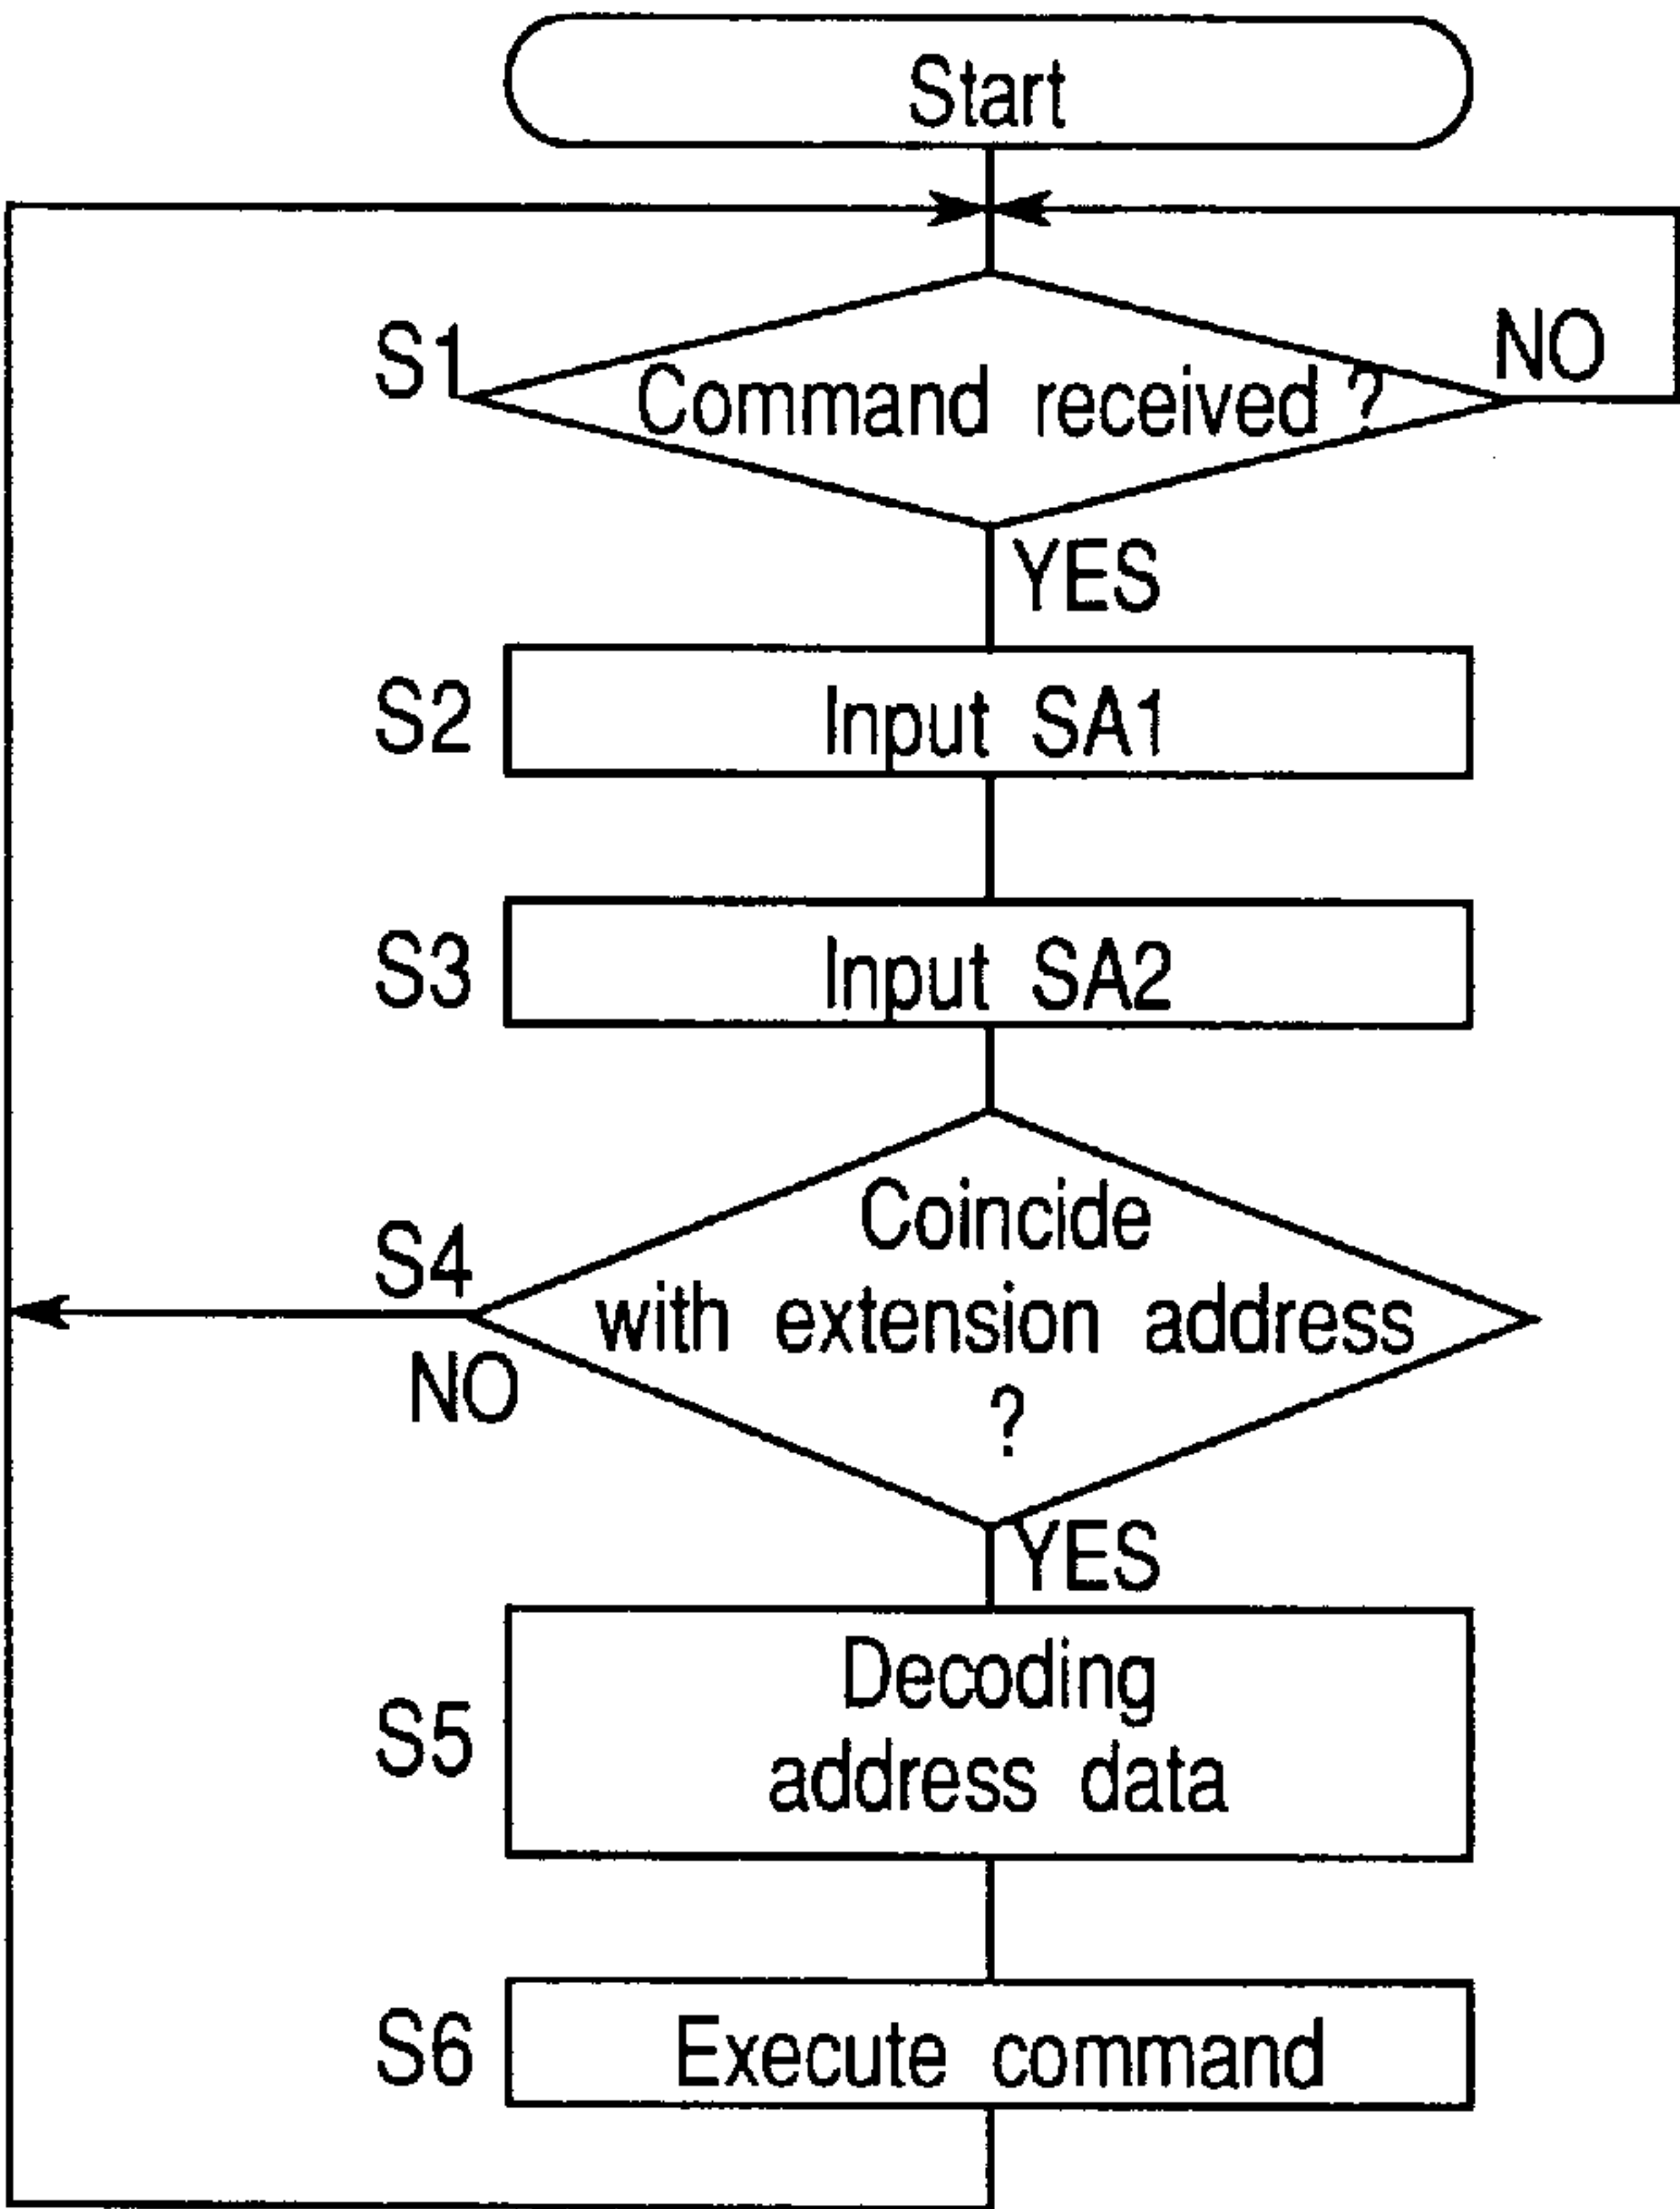 Start
S1
Command received ?
NO
YES
S2
Input SA1
S3
Input SA2
S4
Coincide
with extension address
?
NO
YES
S5
Decoding
address data
S6
Execute command